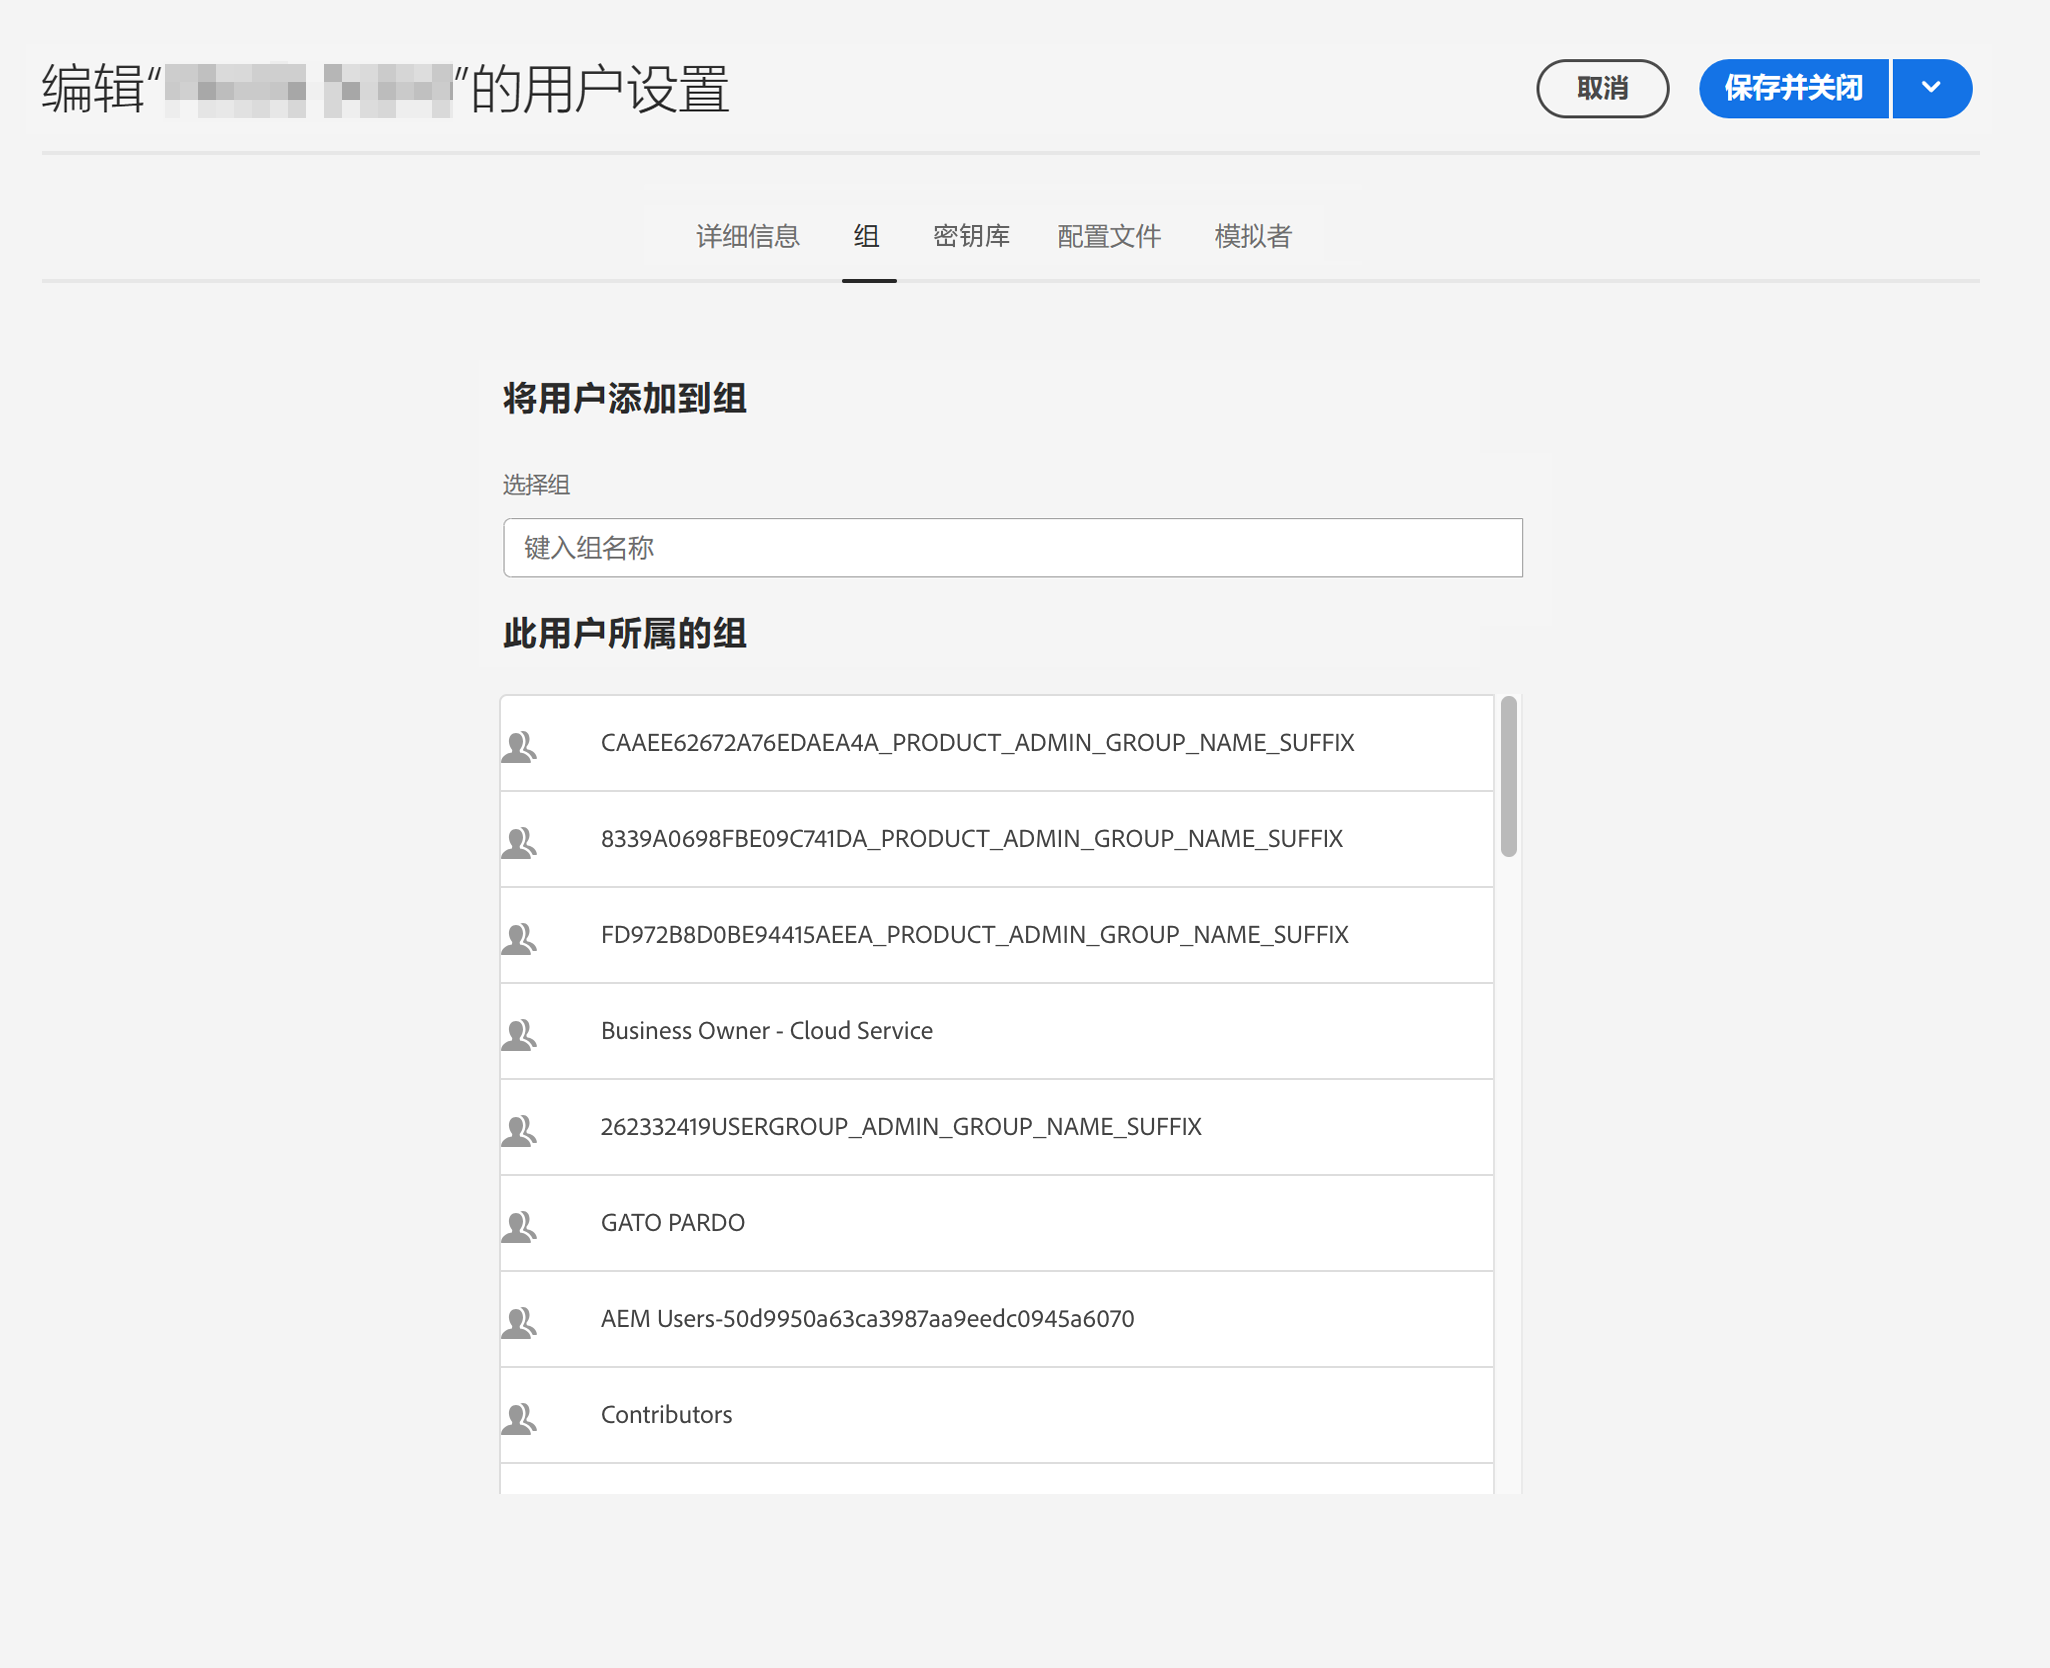 编辑“”的用户设置
取消
保存并关闭
详细信息 组 密钥库 配置文件 模拟者
将用户添加到组
选择组
键入组名称
此用户所属的组
CAAEE62672A76EDAEA4A_PRODUCT_ADMIN_GROUP_NAME_SUFFIX
8339A0698FBE09C741DA_PRODUCT_ADMIN_GROUP_NAME_SUFFIX
FD972B8D0BE94415AEEA_PRODUCT_ADMIN_GROUP_NAME_SUFFIX
Business Owner - Cloud Service
262332419USERGROUP_ADMIN_GROUP_NAME_SUFFIX
GATO PARDO
AEM Users-50d9950a63ca3987aa9eedc0945a6070
Contributors